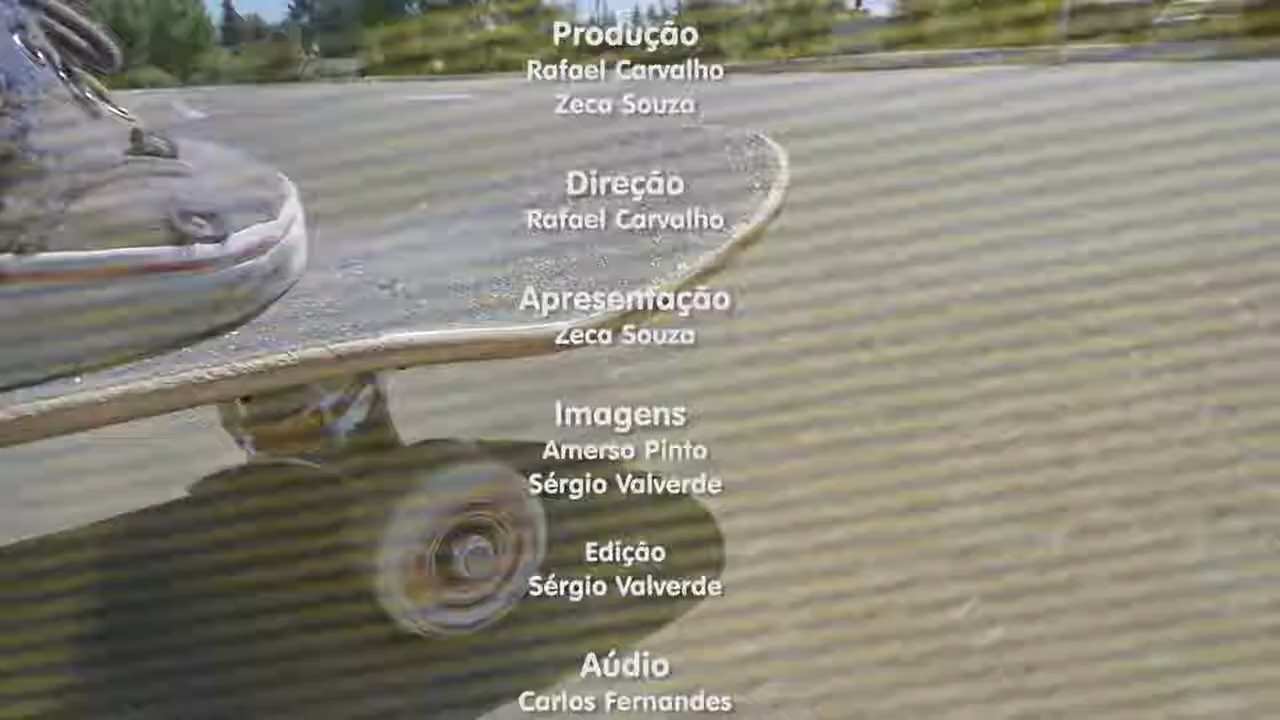 Produção
Rafael Carvalho
Zeca Souza
Direção
Rafael Carvalho
Apresentação
Zeca Souza
Imagens
Amerso Pinto
Sérgio Valverde
Edição
Sérgio Valverde
Aúdio
Carlos Fernandes